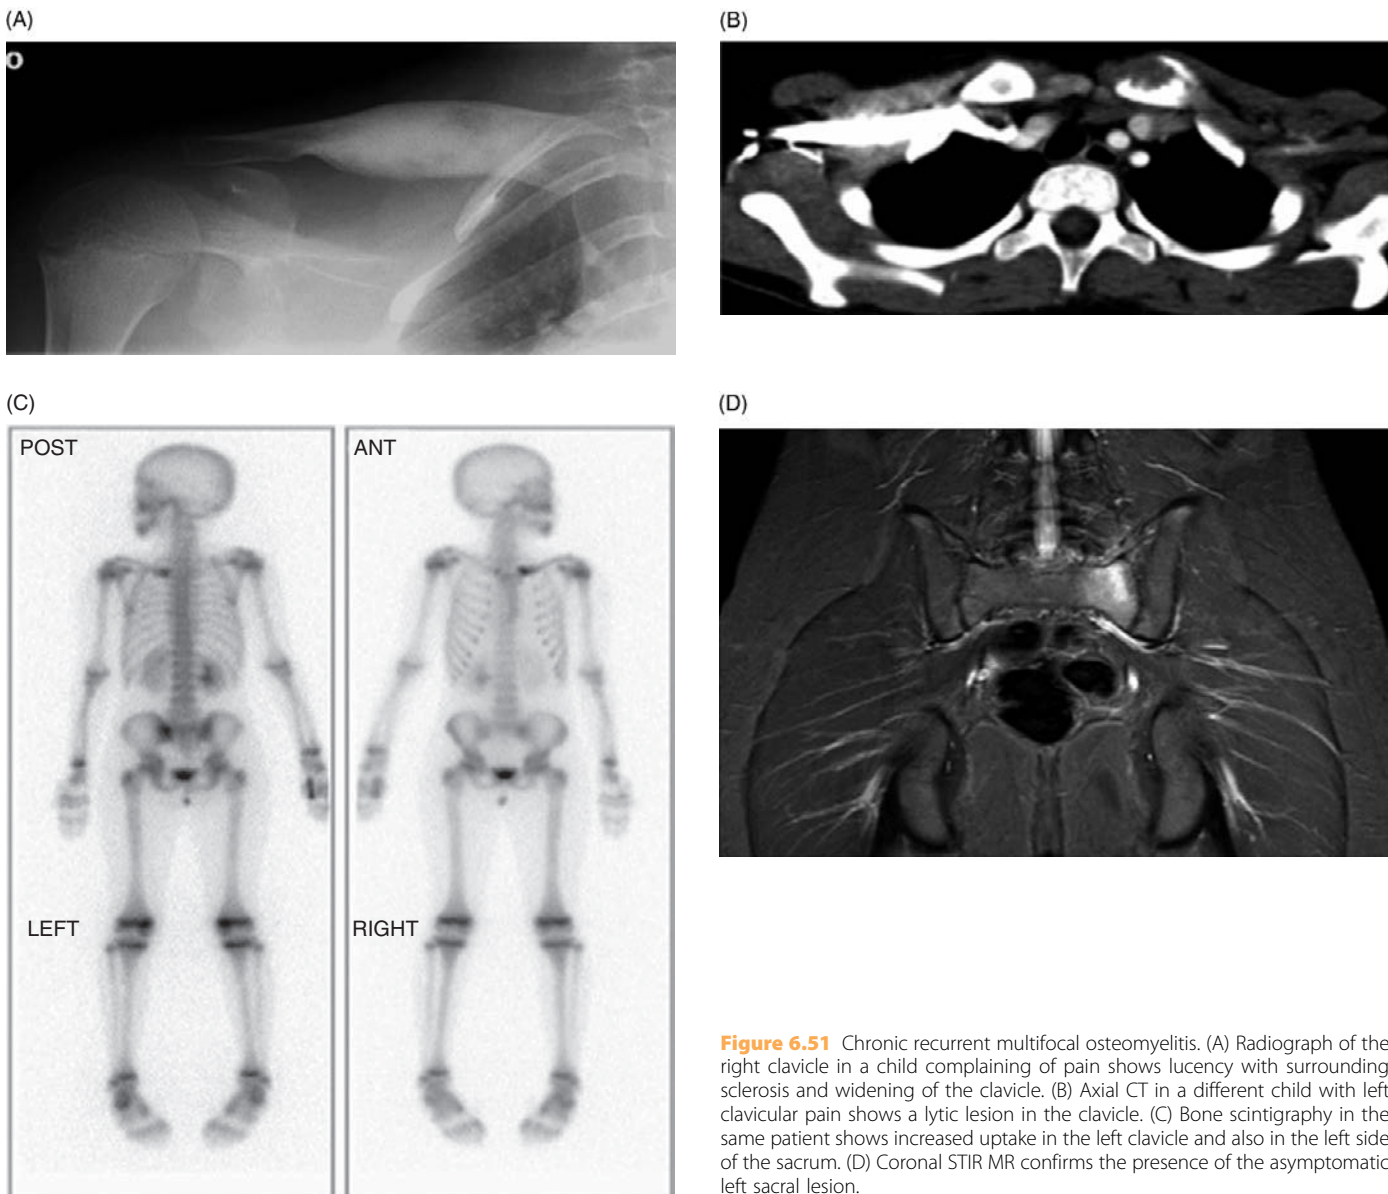 (A)
(B)
O
(C)
(D)
POST
ANT
LEFT
RIGHT
Figure 6.51 Chronic recurrent multifocal osteomyelitis. (A) Radiograph of the
right clavicle in a child complaining of pain shows lucency with surrounding
sclerosis and widening of the clavicle. (B) Axial CT in a different child with left
clavicular pain shows a lytic lesion in the clavicle. (C) Bone scintigraphy in the
same patient shows increased uptake in the left clavicle and also in the left side
of the sacrum. (D) Coronal STIR MR confirms the presence of the asymptomatic
left sacral lesion.